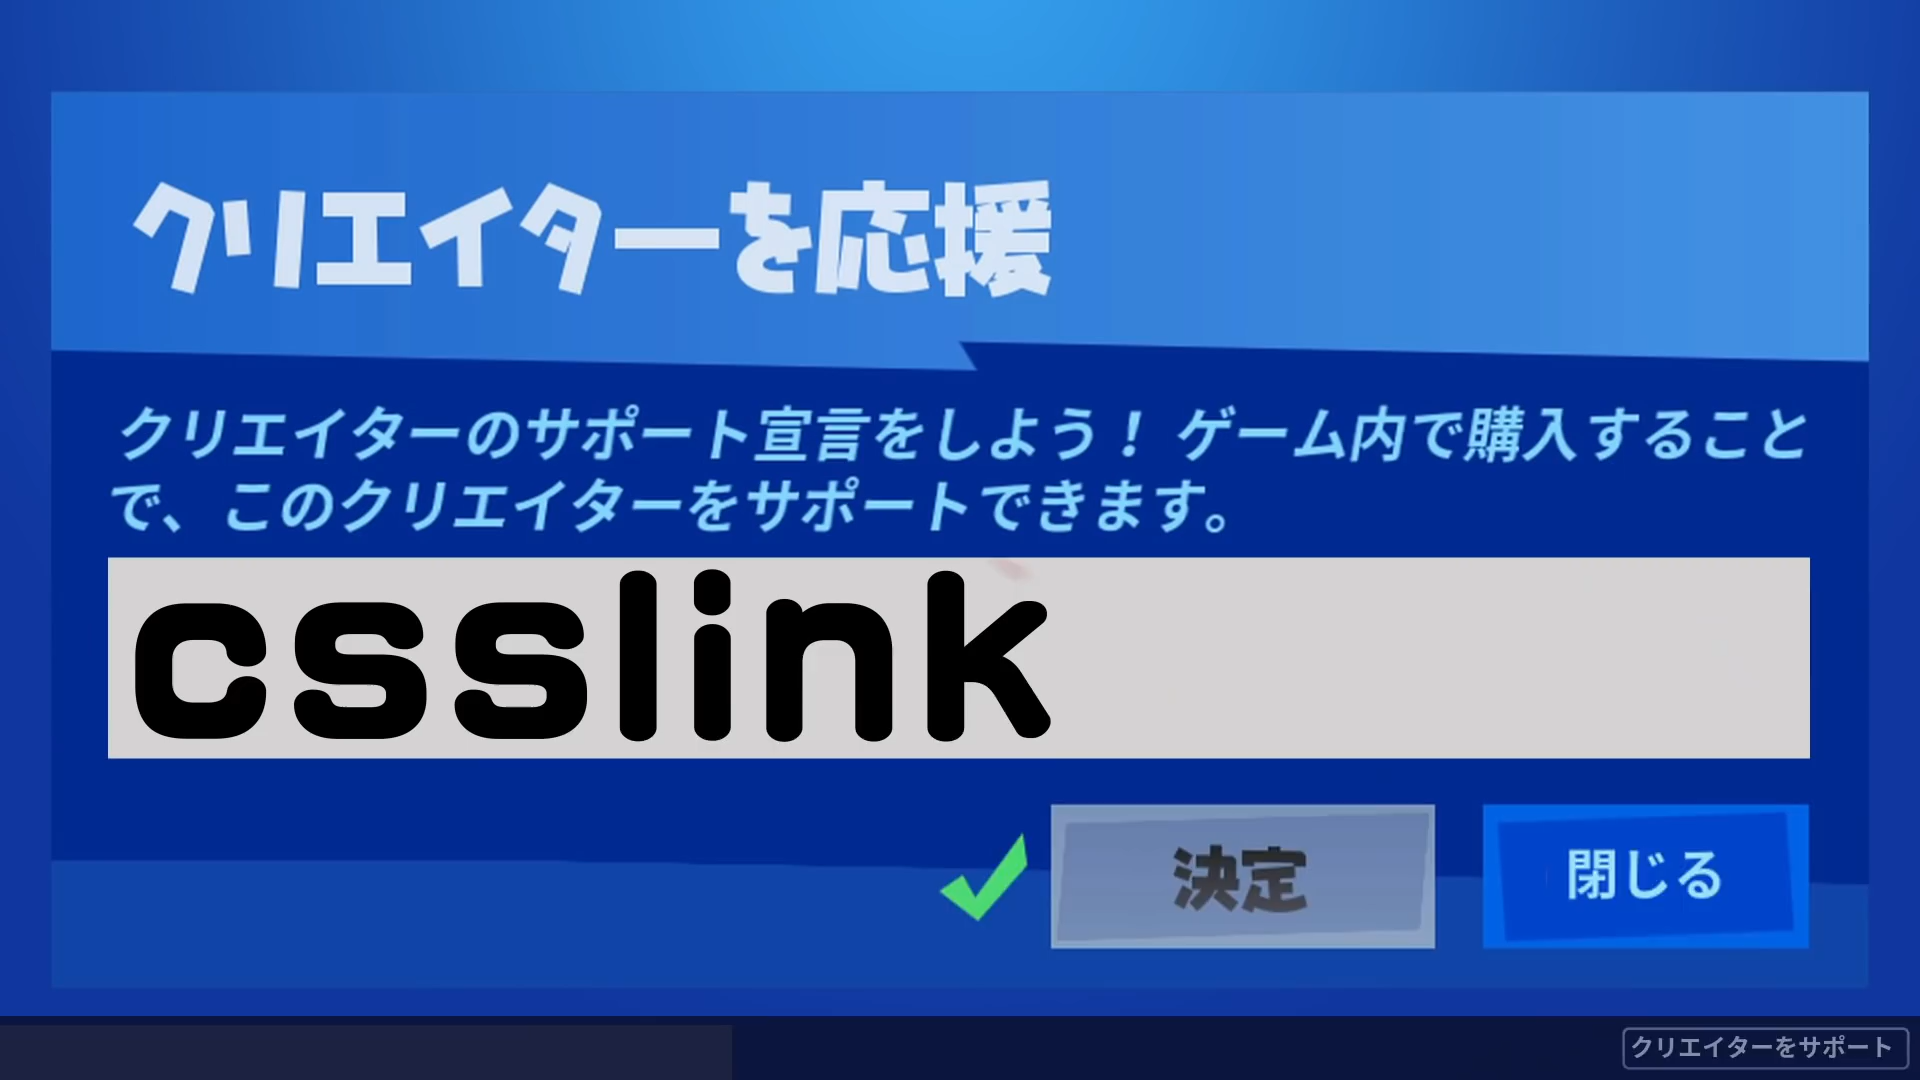 クリエイターを応援
クリエイターのサポート宣言をしよう！ ゲーム内で購入すること
で、このクリエイターをサポートできます。
csslink
決定
閉じる
クリエイターをサポート